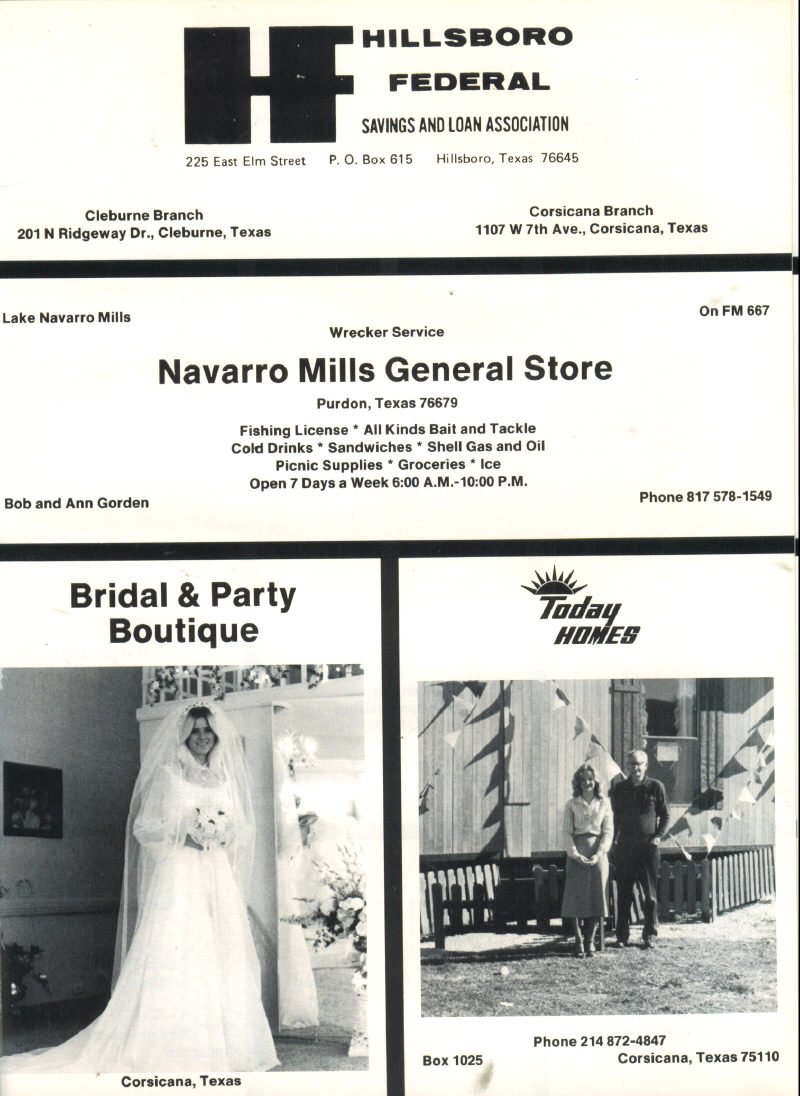 HF
HILLSBORO
FEDERAL
SAVINGS AND LOAN ASSOCIATION
225 East Elm Street P. O. Box 615 Hillsboro, Texas 76645
Cleburne Branch
201 N Ridgeway Dr., Cleburne, Texas
Corsicana Branch
1107 W 7th Ave., Corsicana, Texas
Lake Navarro Mills
On FM 667
Wrecker Service
Navarro Mills General Store
Purdon, Texas 76679
Fishing License * All Kinds Bait and Tackle
Cold Drinks * Sandwiches * Shell Gas and Oil
Picnic Supplies * Groceries * Ice
Open 7 Days a Week 6:00 A.M.-10:00 P.M.
Bob and Ann Gorden
Phone 817 578-1549
Bridal & Party
Boutique
Corsicana, Texas
Today
HOMES
Phone 214 872-4847
Box 1025
Corsicana, Texas 75110